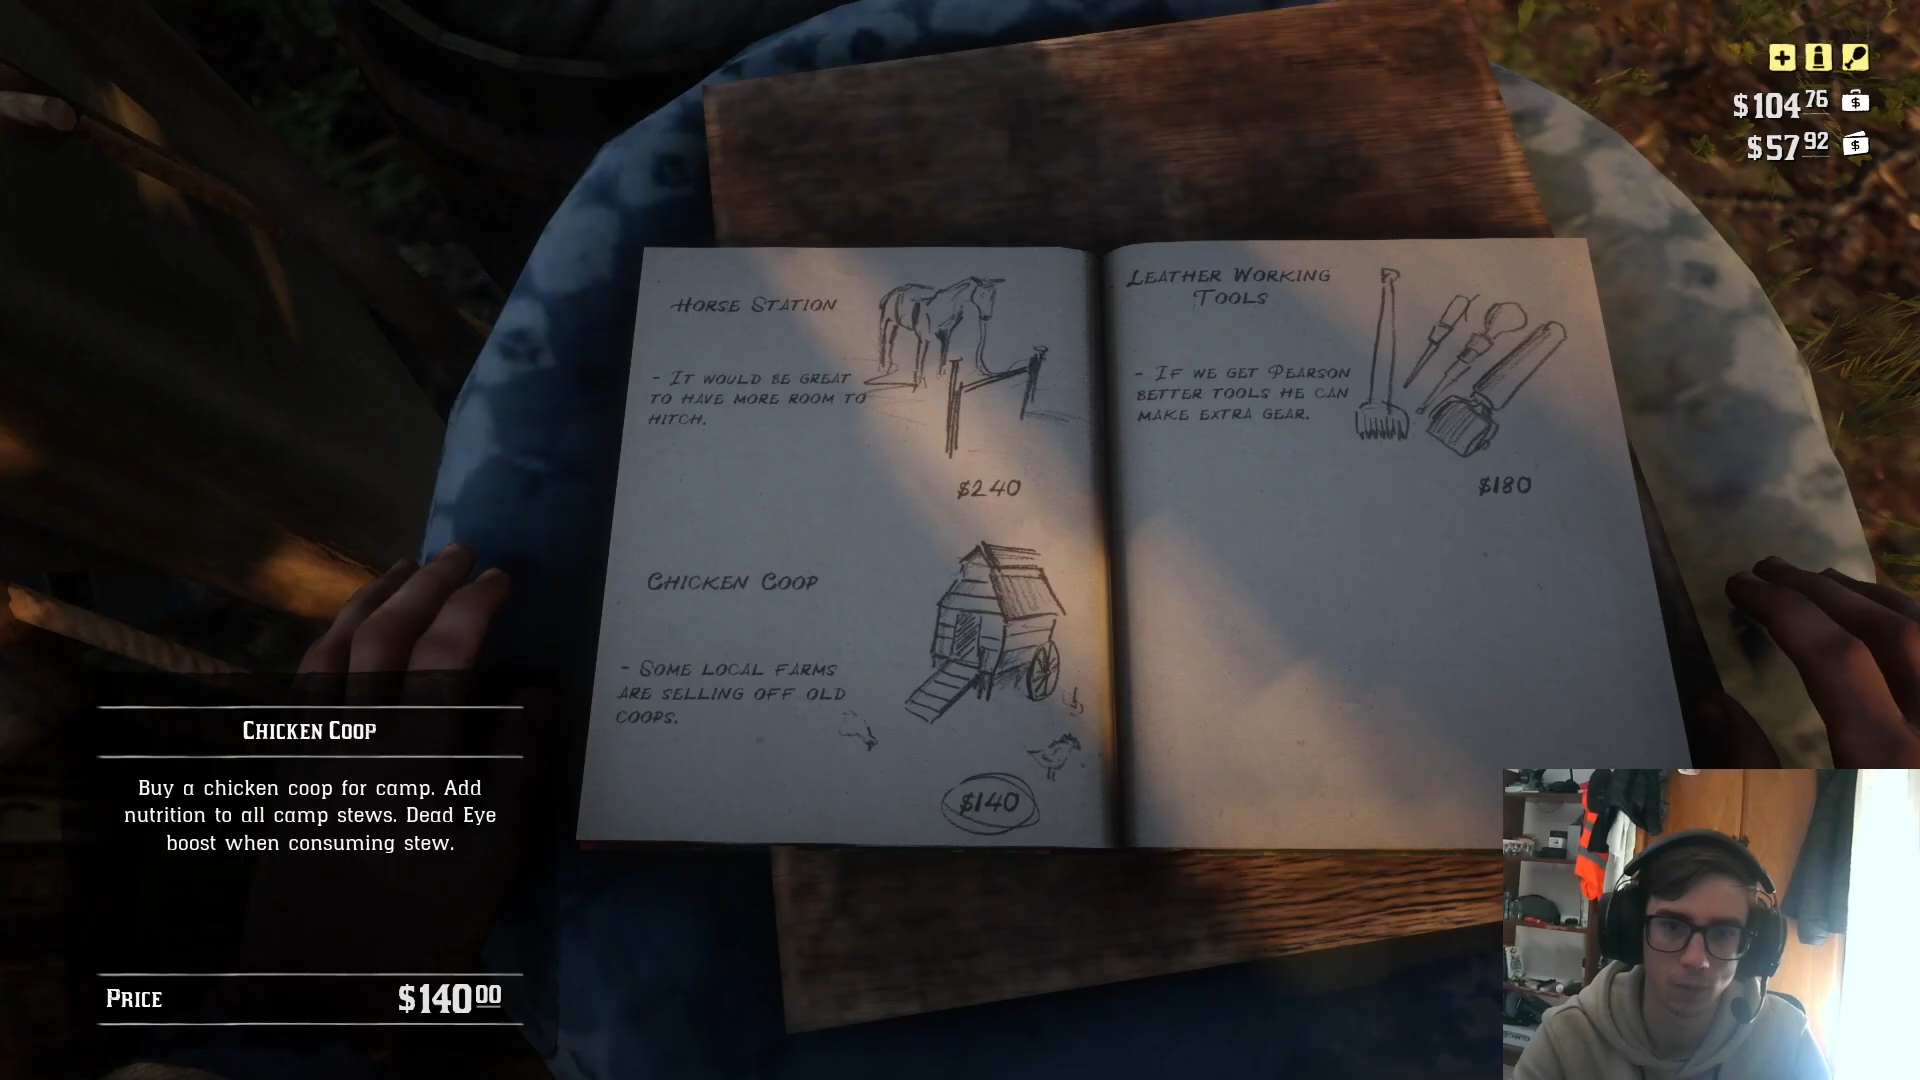 $104 76
$57 92
Horse Station
- It would be great
to have more room to
hitch.
$240
Chicken Coop
- Some local farms
are selling off old
coops.
$140
Leather Working
Tools
- If we get Pearson
better tools he can
make extra gear.
$180
Chicken Coop
Buy a chicken coop for camp. Add
nutrition to all camp stews. Dead Eye
boost when consuming stew.
Price $140 00